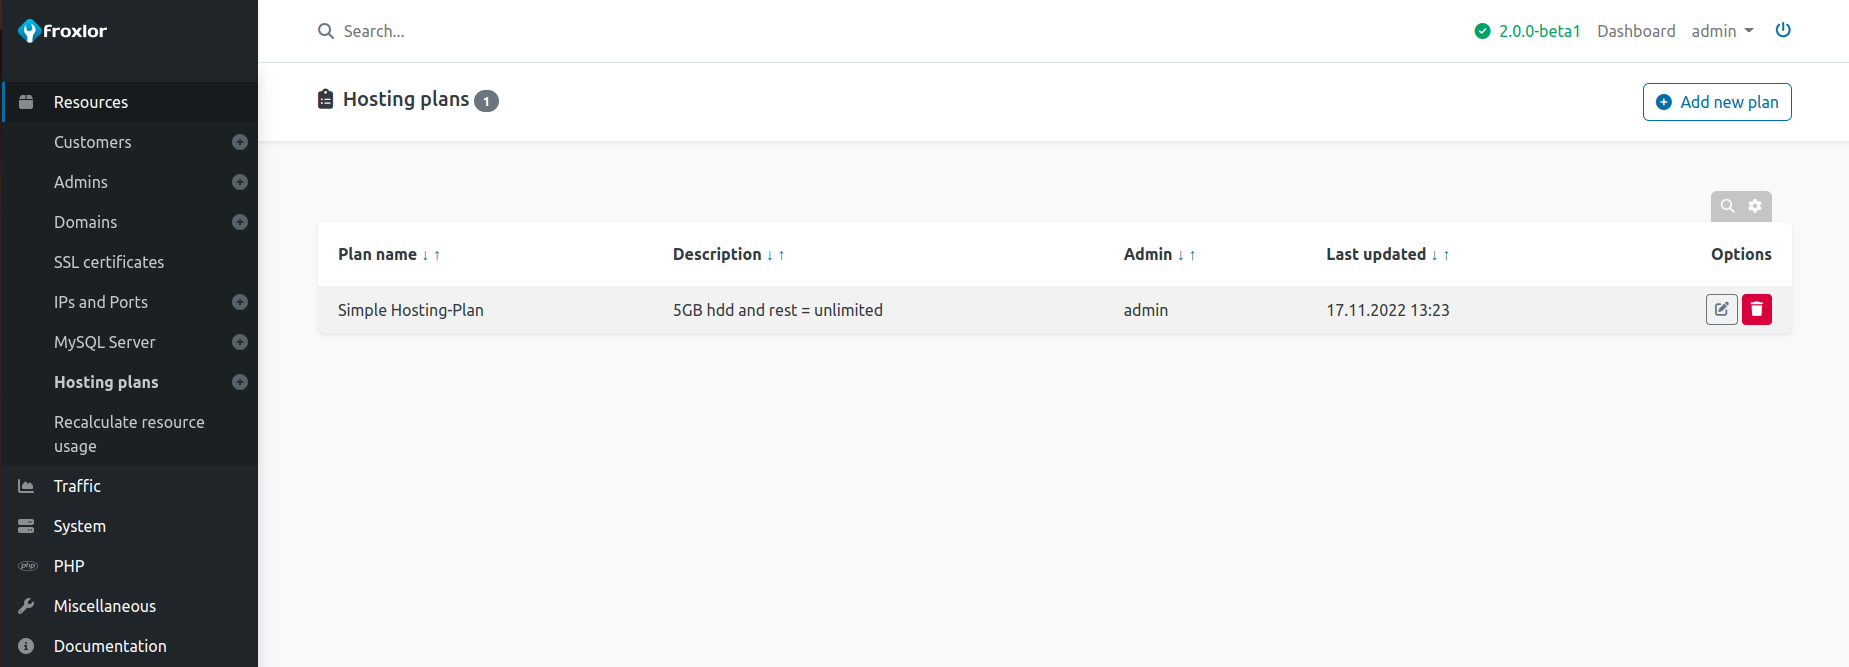 froxlor
Search...
2.0.0-beta1 Dashboard admin
Hosting plans 1
Add new plan
Resources
Customers
Admins
Domains
SSL certificates
IPs and Ports
MySQL Server
Hosting plans
Recalculate resource
usage
Traffic
System
php PHP
Miscellaneous
Documentation
Plan name ↓ ↑ Description ↓ ↑ Admin ↓ ↑ Last updated ↓ ↑ Options
Simple Hosting-Plan 5GB hdd and rest = unlimited admin 17.11.2022 13:23